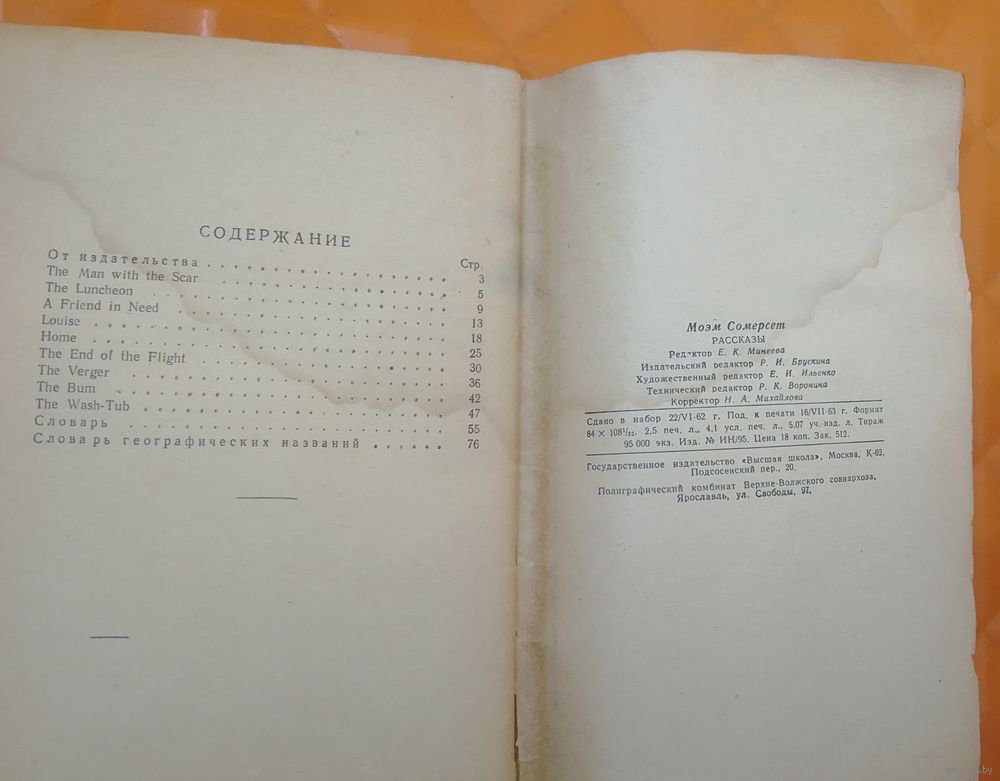 СОДЕРЖАНИЕ
Стр.
От издательства . . . . . . . . . . . . . . . 3
The Man with the Scar . . . . . . . . . . . . . . . 5
The Luncheon . . . . . . . . . . . . . . . 9
A Friend in Need . . . . . . . . . . . . . . . 13
Louise . . . . . . . . . . . . . . . 18
Home . . . . . . . . . . . . . . . 25
The End of the Flight . . . . . . . . . . . . . . . 30
The Verger . . . . . . . . . . . . . . . 36
The Bum . . . . . . . . . . . . . . . 42
The Wash-Tub . . . . . . . . . . . . . . . 47
Словарь . . . . . . . . . . . . . . . 55
Словарь географических названий . . . . . 76
Моэм Сомерсет
РАССКАЗЫ
Редактор Е. К. Минеева
Издательский редактор Р. И. Брускина
Художественный редактор Е. И. Ильенко
Технический редактор Р. К. Воронина
Корректор Н. А. Михайлова
Сдано в набор 22/VI-62 г. Под. к печати 16/VII-63 г. Формат
84 × 108¹/₃₂. 2,5 печ. л., 4,1 усл. печ. л., 5.07 уч.-изд. л. Тираж
95 000 экз. Изд. № ИН/95. Цена 18 коп. Зак. 512.
Государственное издательство «Высшая школа», Москва, К-62,
Подсосенский пер., 20.
Полиграфический комбинат Верхне-Волжского совнархоза,
Ярославль, ул. Свободы, 97.